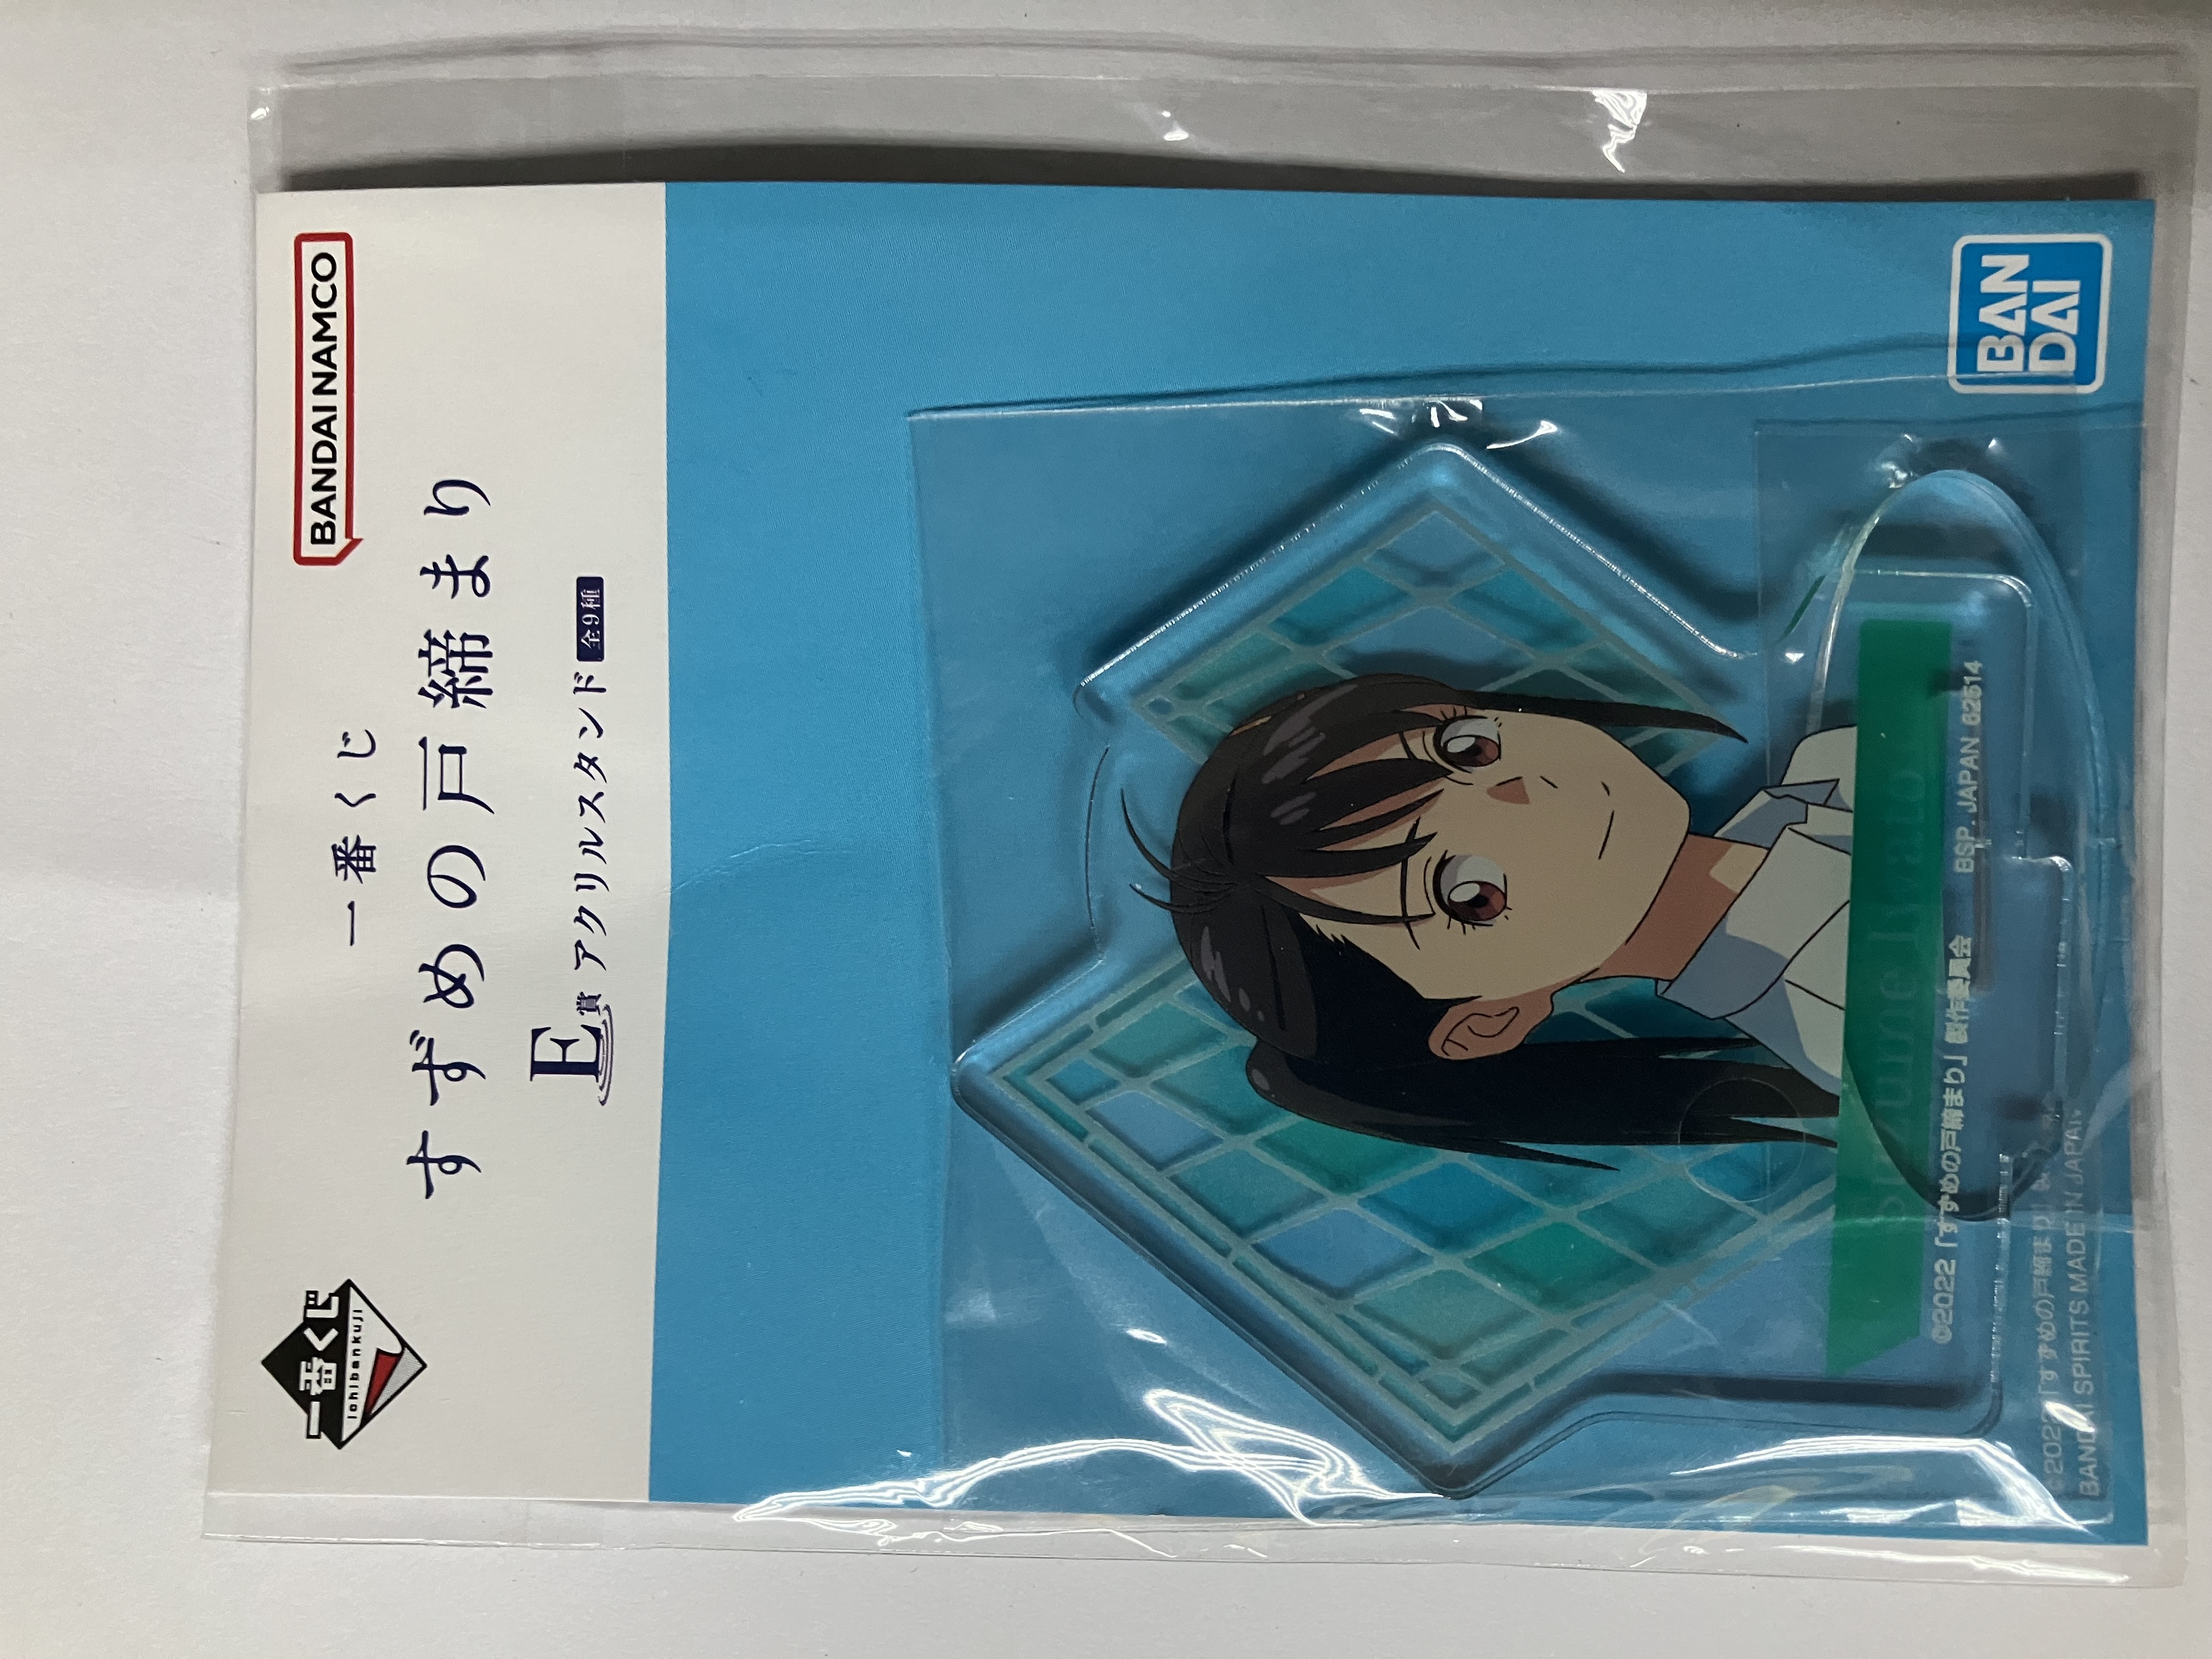 BANDAI NAMCO
一番くじ
Ichibankuji
一番くじ
すずめの戸締まり
E賞 アクリルスタンド 全9種
Suzume Iwato
©2022「すずめの戸締まり」製作委員会 BSP. JAPAN 62514
©2022「すずめの戸締まり」
BANDAI SPIRITS MADE IN JAPAN
BANDAI